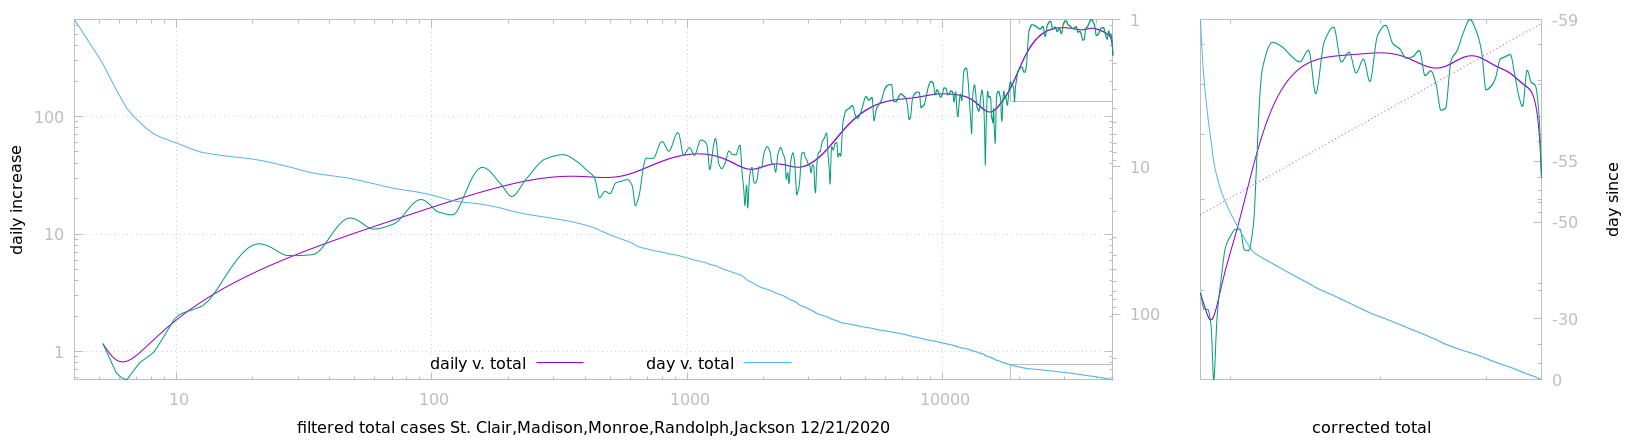 1
-59
100
10
-55
daily increase
day since
10
-50
100
-30
1
daily v. total
day v. total
0
10
100
1000
10000
filtered total cases St. Clair,Madison,Monroe,Randolph,Jackson 12/21/2020
corrected total